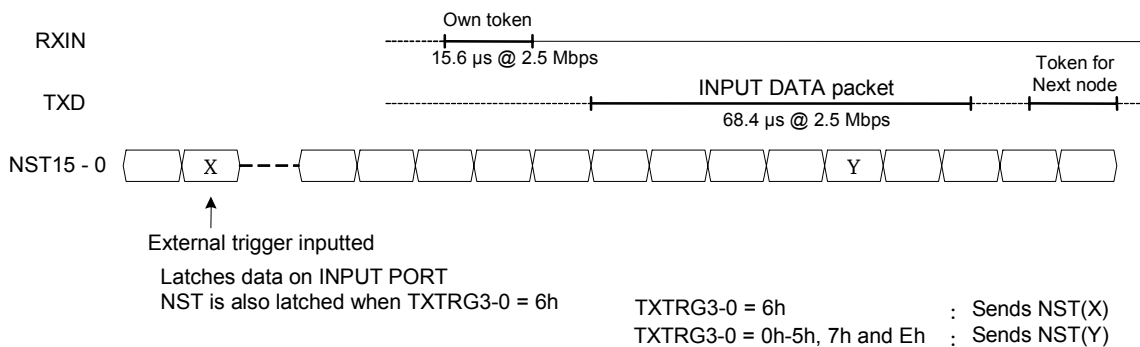 Own token
RXIN
15.6 µs @ 2.5 Mbps
Token for
Next node
INPUT DATA packet
TXD
68.4 µs @ 2.5 Mbps
NST15 - 0
X
Y
External trigger inputted
Latches data on INPUT PORT
NST is also latched when TXTRG3-0 = 6h
TXTRG3-0 = 6h : Sends NST(X)
TXTRG3-0 = 0h-5h, 7h and Eh : Sends NST(Y)